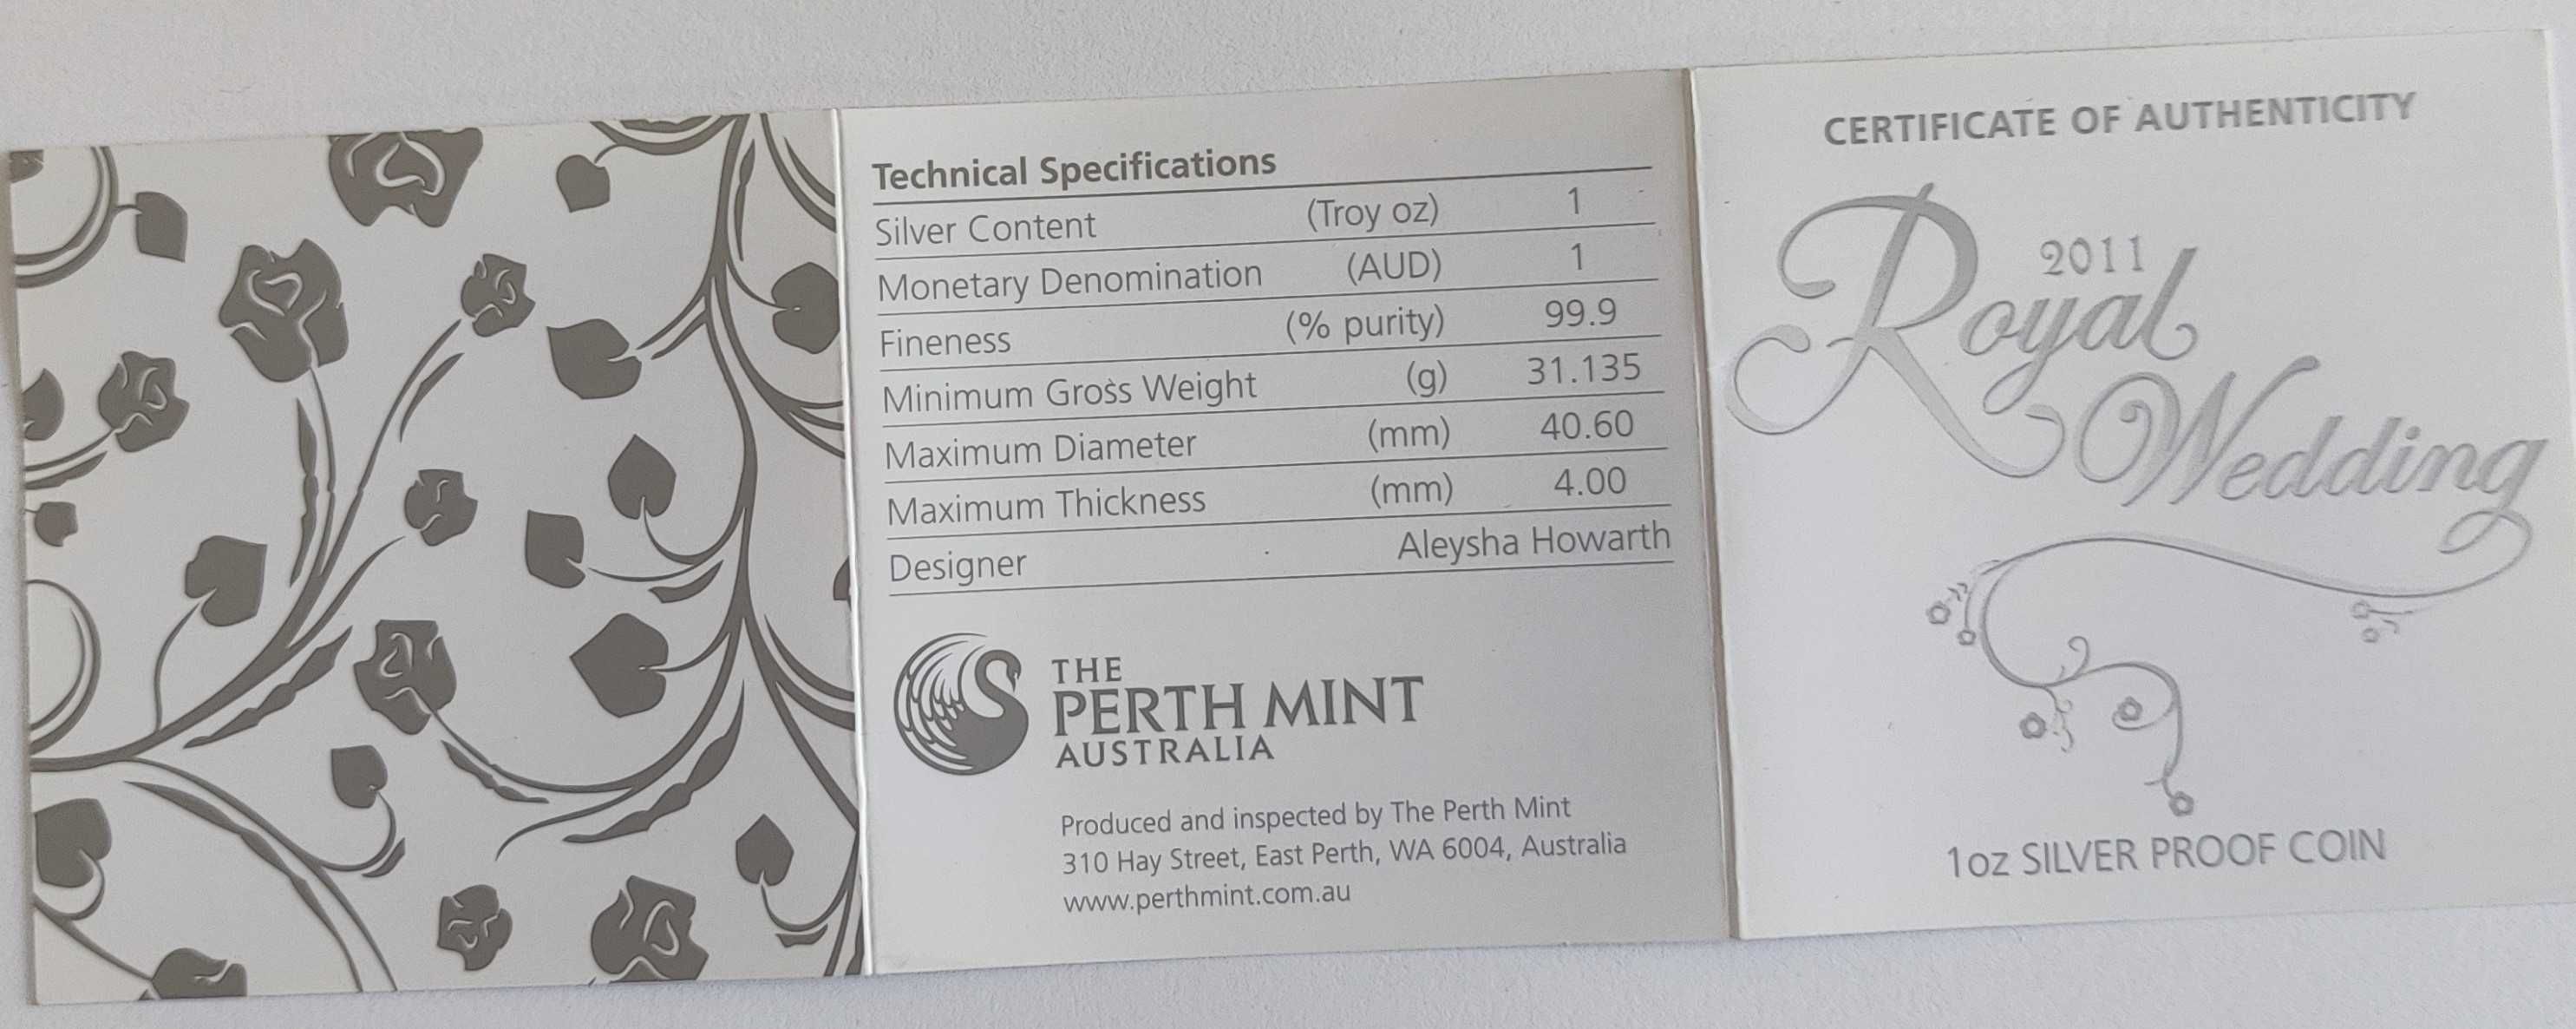 Technical Specifications
Silver Content (Troy oz) 1
Monetary Denomination (AUD) 1
Fineness (% purity) 99.9
Minimum Gross Weight (g) 31.135
Maximum Diameter (mm) 40.60
Maximum Thickness (mm) 4.00
Designer Aleysha Howarth
THE
PERTH MINT
AUSTRALIA
Produced and inspected by The Perth Mint
310 Hay Street, East Perth, WA 6004, Australia
www.perthmint.com.au
CERTIFICATE OF AUTHENTICITY
2011
Royal
Wedding
1oz SILVER PROOF COIN